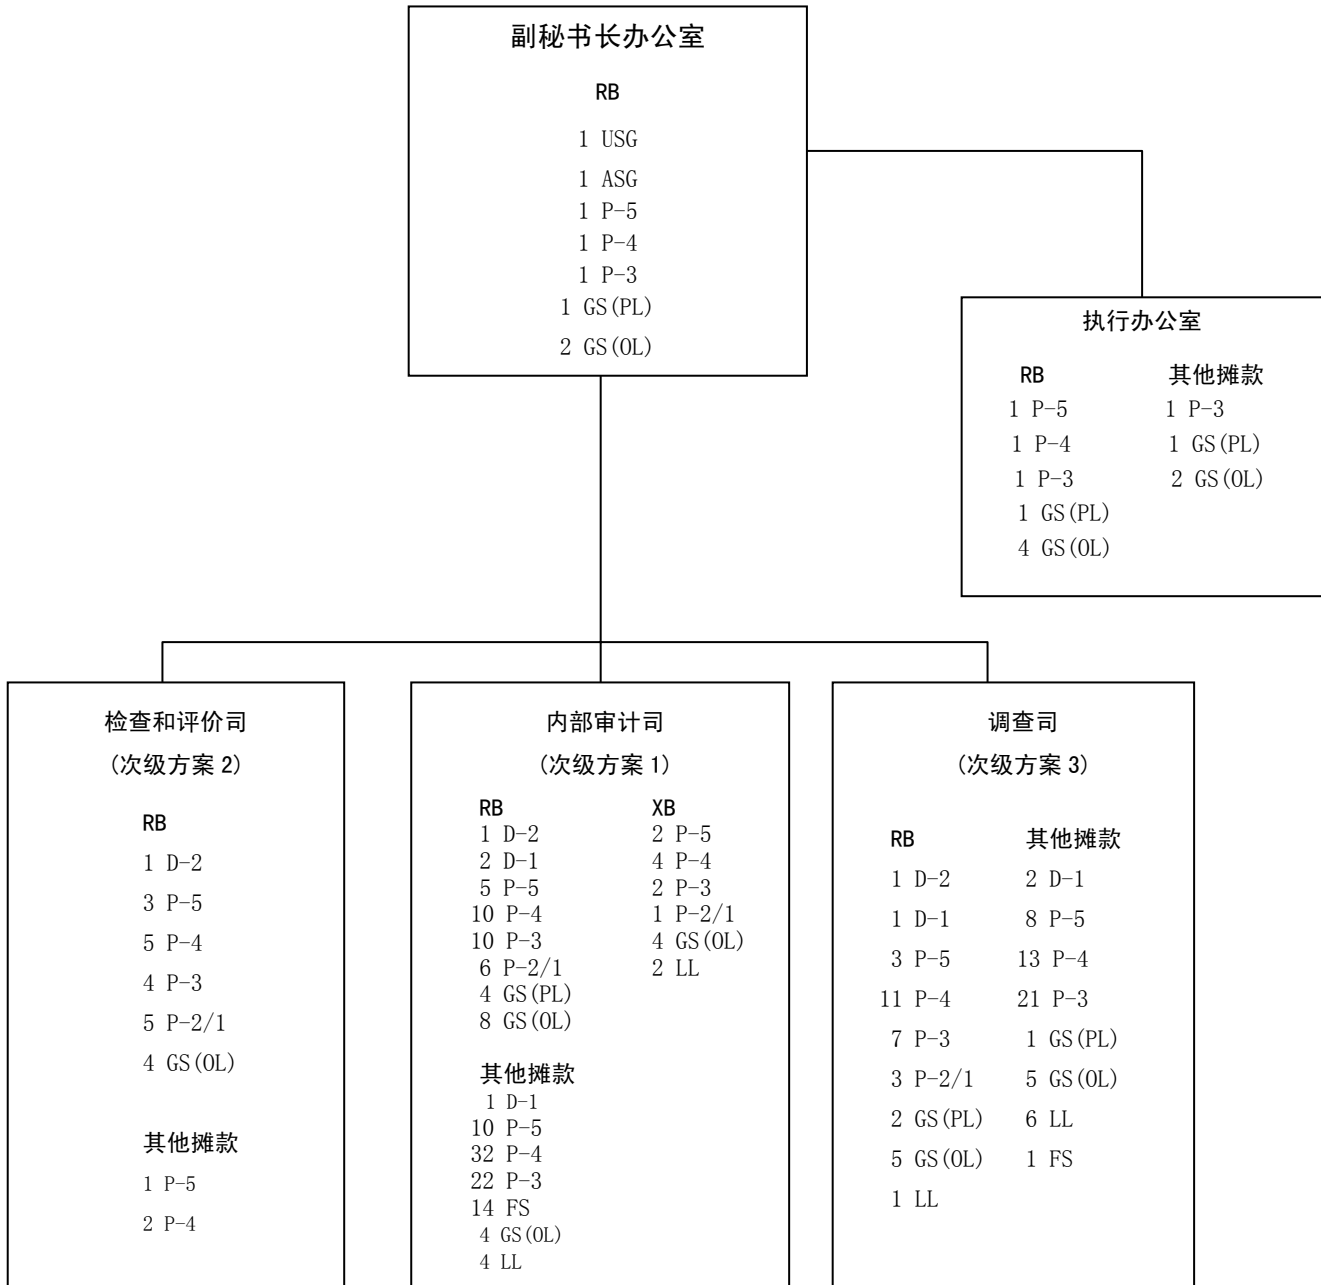 副秘书长办公室
RB
1 USG
1 ASG
1 P-5
1 P-4
1 P-3
1 GS(PL)
2 GS(OL)
执行办公室
RB 其他摊款
1 P-5 1 P-3
1 P-4 1 GS(PL)
1 P-3 2 GS(OL)
1 GS(PL)
4 GS(OL)
检查和评价司
(次级方案 2)
RB
1 D-2
3 P-5
5 P-4
4 P-3
5 P-2/1
4 GS(OL)
其他摊款
1 P-5
2 P-4
内部审计司
(次级方案 1)
RB XB
1 D-2 2 P-5
2 D-1 4 P-4
5 P-5 2 P-3
10 P-4 1 P-2/1
10 P-3 4 GS(OL)
6 P-2/1 2 LL
4 GS(PL)
8 GS(OL)
其他摊款
1 D-1
10 P-5
32 P-4
22 P-3
14 FS
4 GS(OL)
4 LL
调查司
(次级方案 3)
RB 其他摊款
1 D-2 2 D-1
1 D-1 8 P-5
3 P-5 13 P-4
11 P-4 21 P-3
7 P-3 1 GS(PL)
3 P-2/1 5 GS(OL)
2 GS(PL) 6 LL
5 GS(OL) 1 FS
1 LL